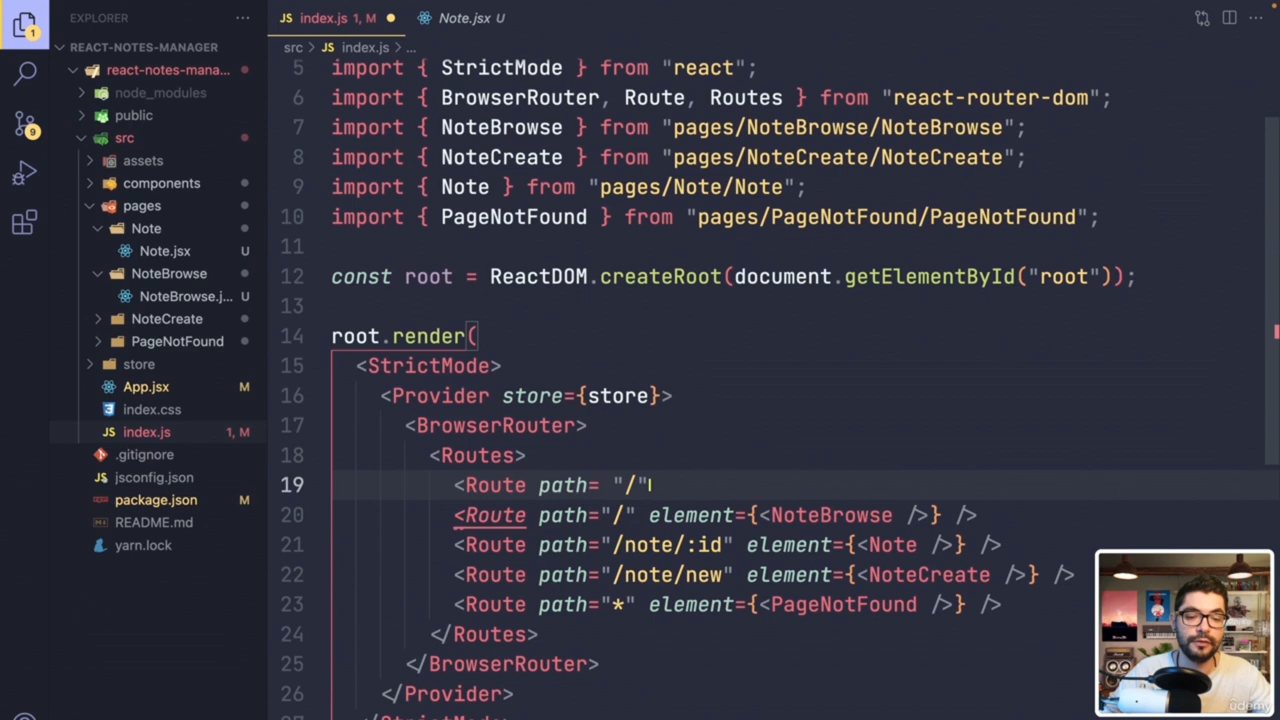 EXPLORER
REACT-NOTES-MANAGER
react-notes-mana...
node_modules
public
src
assets
components
pages
Note
Note.jsx U
NoteBrowse
NoteBrowse.j... U
NoteCreate
PageNotFound
store
App.jsx M
index.css
JS index.js 1, M
.gitignore
jsconfig.json
package.json M
README.md
yarn.lock
1
9
JS index.js 1, M Note.jsx U
src > JS index.js > ...
5 import { StrictMode } from "react";
6 import { BrowserRouter, Route, Routes } from "react-router-dom";
7 import { NoteBrowse } from "pages/NoteBrowse/NoteBrowse";
8 import { NoteCreate } from "pages/NoteCreate/NoteCreate";
9 import { Note } from "pages/Note/Note";
10 import { PageNotFound } from "pages/PageNotFound/PageNotFound";
11
12 const root = ReactDOM.createRoot(document.getElementById("root"));
13
14 root.render(
15 <StrictMode>
16 <Provider store={store}>
17 <BrowserRouter>
18 <Routes>
19 <Route path= "/"
20 <Route path="/" element={<NoteBrowse />} />
21 <Route path="/note/:id" element={<Note />} />
22 <Route path="/note/new" element={<NoteCreate />} />
23 <Route path="*" element={<PageNotFound />} />
24 </Routes>
25 </BrowserRouter>
26 </Provider>
27 </StrictMode>
udemy